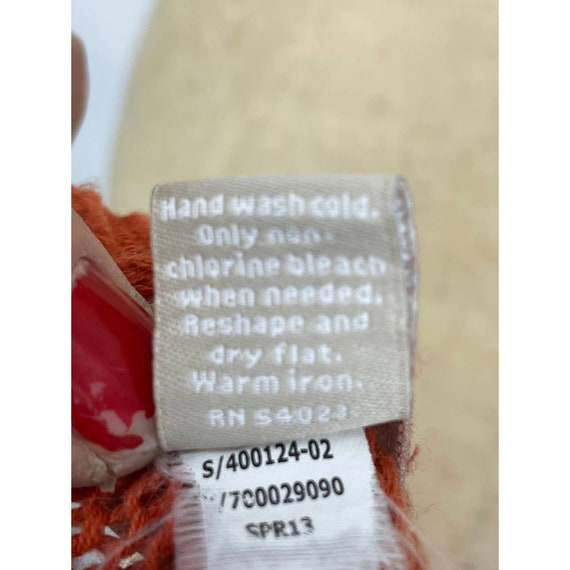 Hand wash cold.
Only non-
chlorine bleach
when needed.
Reshape and
dry flat.
Warm iron.
RN 54023
S/400124-02
/700029090
SPR13